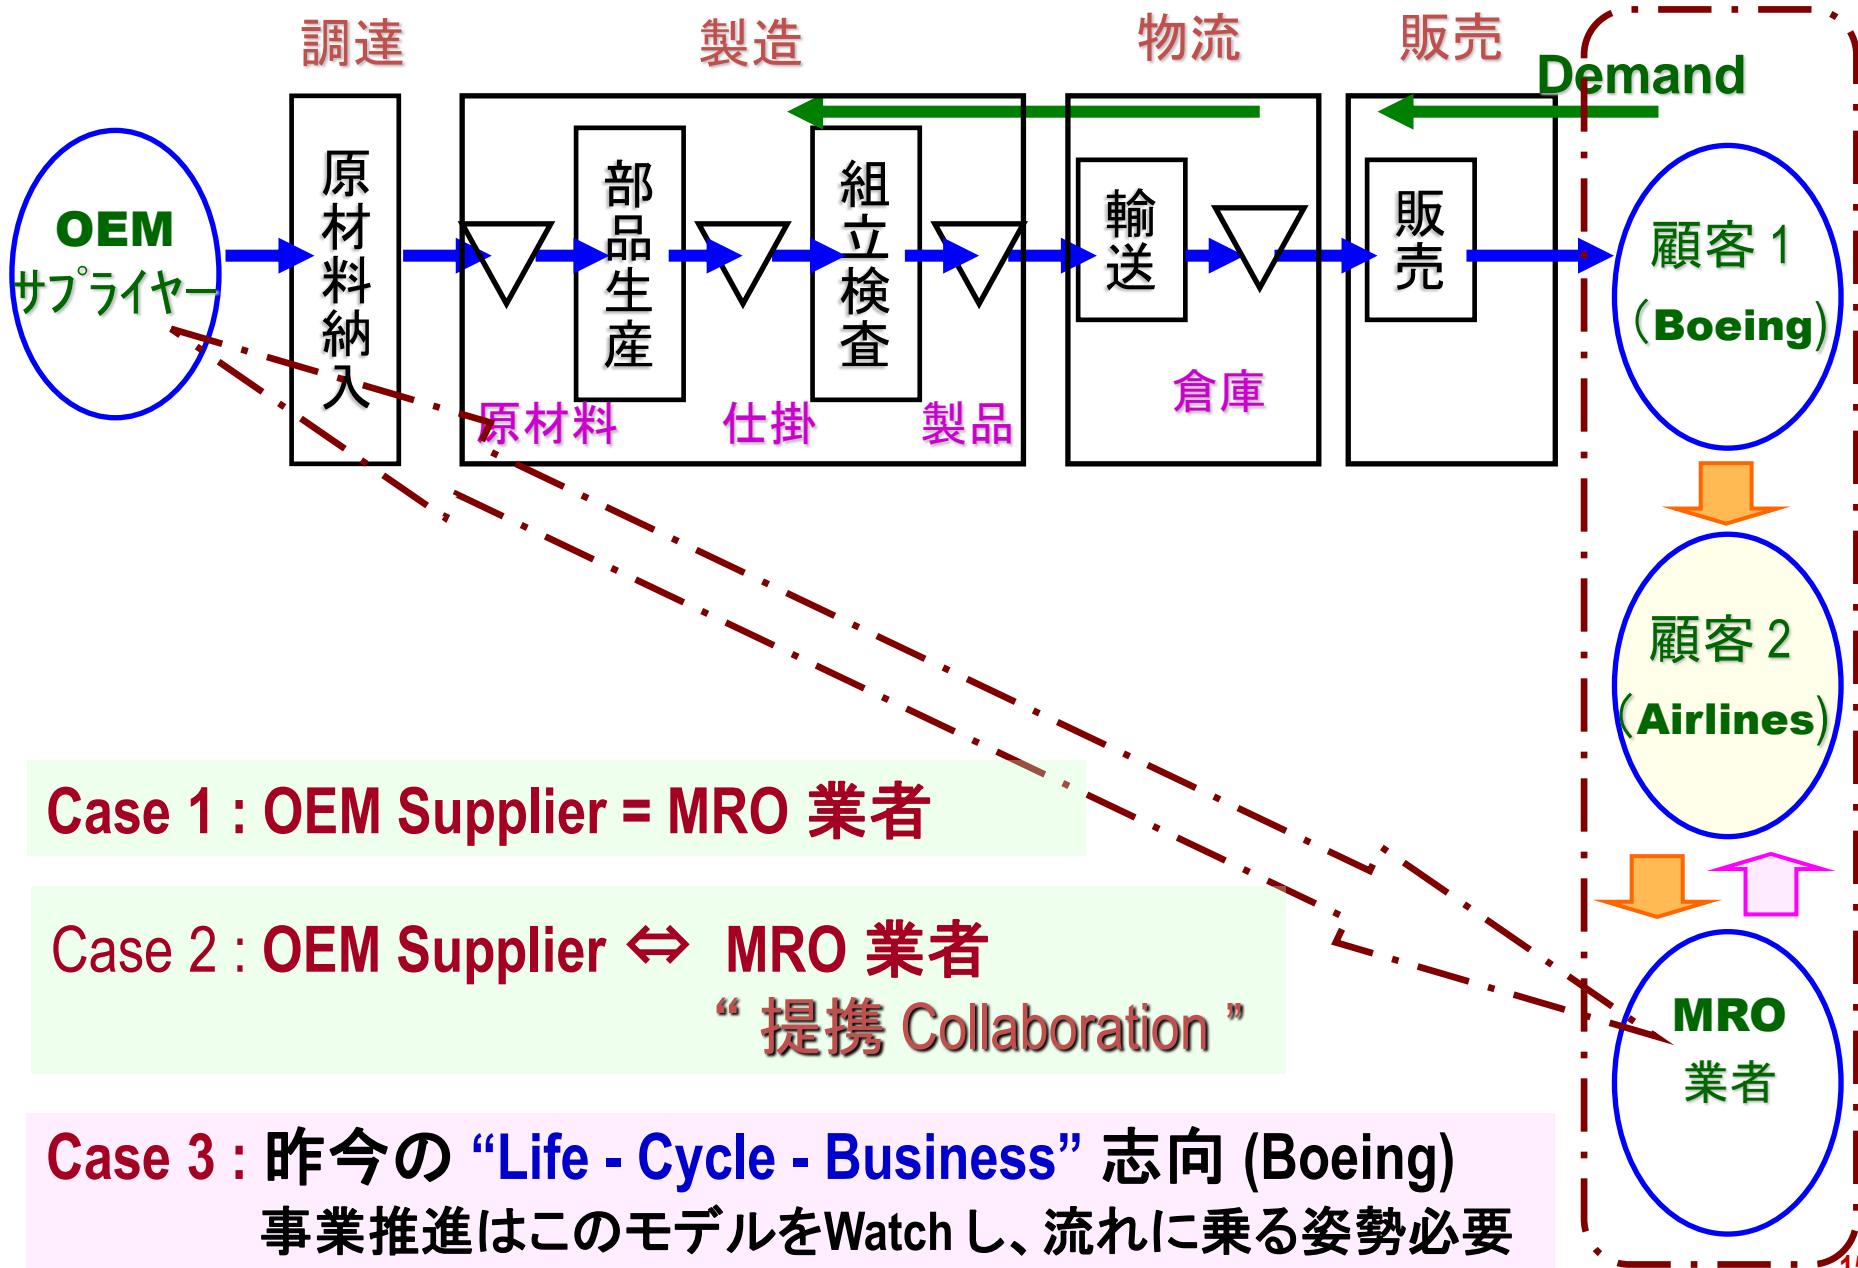 調達
製造
物流
販売
Demand
OEM
サプライヤー
原材料納入
部品生産
組立検査
輸送
販売
顧客1
（Boeing)
原材料
仕掛
製品
倉庫
顧客2
（Airlines)
Case 1 : OEM Supplier = MRO 業者
Case 2 : OEM Supplier ⇔ MRO 業者
“ 提携 Collaboration ”
MRO
業者
Case 3 : 昨今の “Life - Cycle - Business” 志向 (Boeing)
事業推進はこのモデルをWatchし、流れに乗る姿勢必要